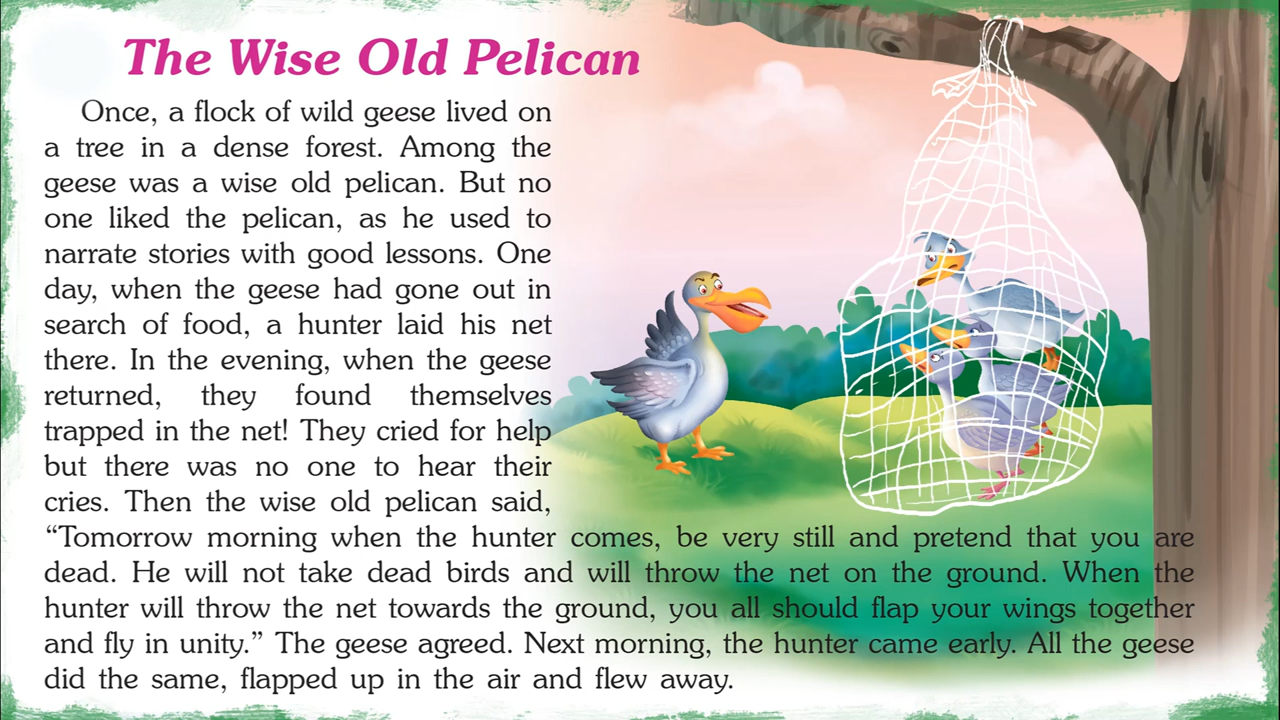 The Wise Old Pelican
Once, a flock of wild geese lived on
a tree in a dense forest. Among the
geese was a wise old pelican. But no
one liked the pelican, as he used to
narrate stories with good lessons. One
day, when the geese had gone out in
search of food, a hunter laid his net
there. In the evening, when the geese
returned, they found themselves
trapped in the net! They cried for help
but there was no one to hear their
cries. Then the wise old pelican said,
“Tomorrow morning when the hunter comes, be very still and pretend that you are
dead. He will not take dead birds and will throw the net on the ground. When the
hunter will throw the net towards the ground, you all should flap your wings together
and fly in unity.” The geese agreed. Next morning, the hunter came early. All the geese
did the same, flapped up in the air and flew away.